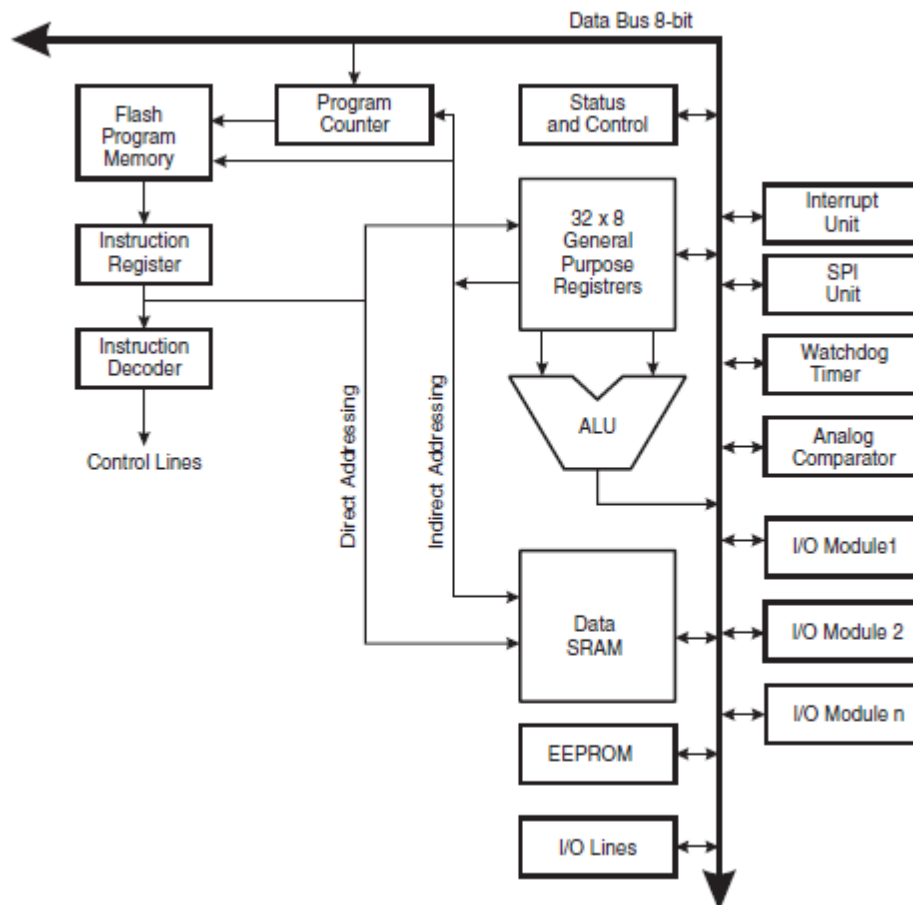 Data Bus 8-bit
Flash
Program
Memory
Program
Counter
Status
and Control
32 x 8
General
Purpose
Registrers
Interrupt
Unit
Instruction
Register
SPI
Unit
Instruction
Decoder
Watchdog
Timer
ALU
Analog
Comparator
Control Lines
Direct Addressing
Indirect Addressing
I/O Module1
Data
SRAM
I/O Module 2
I/O Module n
EEPROM
I/O Lines